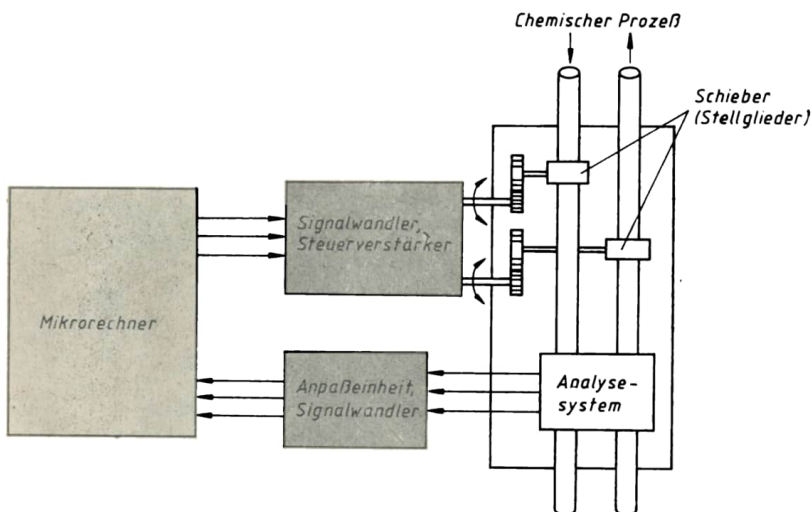 Chemischer Prozeß
Schieber
(Stellglieder)
Signalwandler,
Steuerverstärker
Mikrorechner
Anpaßeinheit,
Signalwandler
Analyse-
system